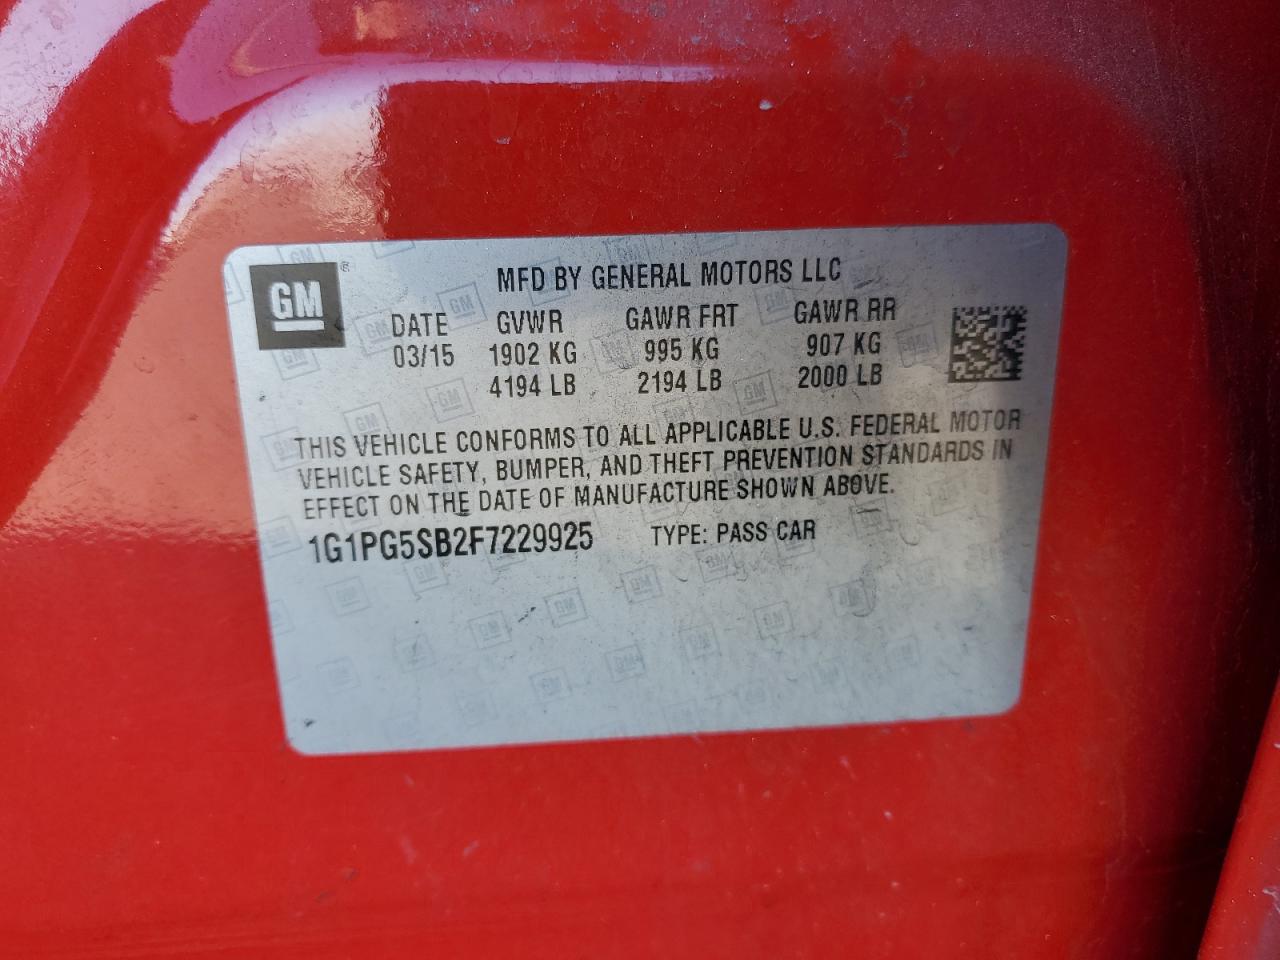 GM ®
MFD BY GENERAL MOTORS LLC
DATE GVWR GAWR FRT GAWR RR
03/15 1902 KG 995 KG 907 KG
4194 LB 2194 LB 2000 LB
THIS VEHICLE CONFORMS TO ALL APPLICABLE U.S. FEDERAL MOTOR
VEHICLE SAFETY, BUMPER, AND THEFT PREVENTION STANDARDS IN
EFFECT ON THE DATE OF MANUFACTURE SHOWN ABOVE.
1G1PG5SB2F7229925 TYPE: PASS CAR